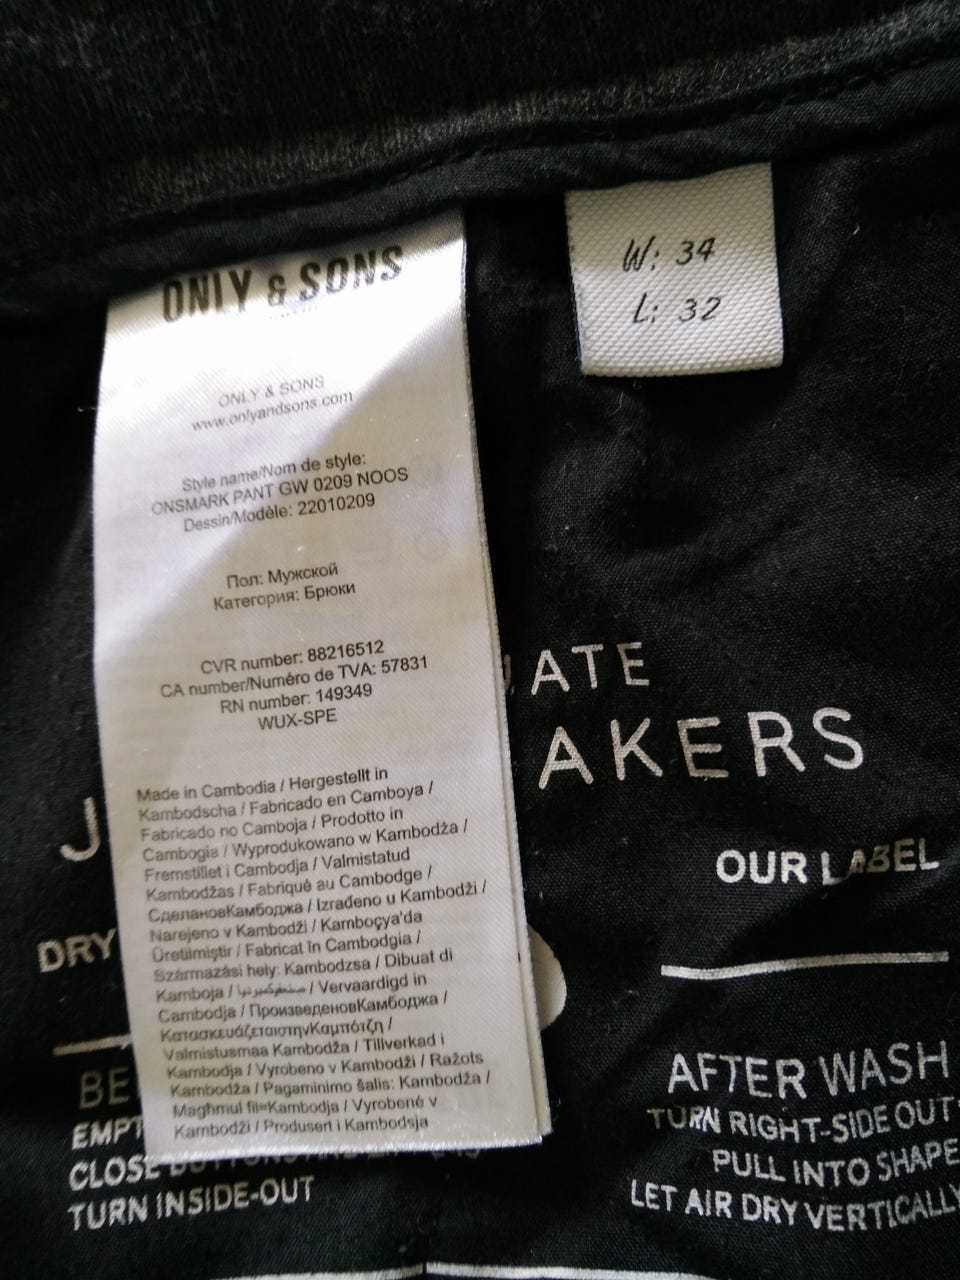 ONLY & SONS
ONLY & SONS
www.onlyandsons.com
Style name/Nom de style:
ONSMARK PANT GW 0209 NOOS
Dessin/Modèle: 22010209
Пол: Мужской
Категория: Брюки
CVR number: 88216512
CA number/Numéro de TVA: 57831
RN number: 149349
WUX-SPE
Made in Cambodia / Hergestellt in
Kambodscha / Fabricado en Camboya /
Fabricado no Camboja / Prodotto in
Cambogia / Wyprodukowano w Kambodża /
Fremstillet i Cambodja / Valmistatud
Kambodžas / Fabriqué au Cambodge /
СделановКамбоджа / Izrađeno u Kambodži /
Narejeno v Kambodži / Kamboçya'da
Üretilmiştir / Fabricat în Cambodgia /
Származási hely: Kambodzsa / Dibuat di
Kamboja / / Vervaardigd in
Cambodja / ПроизведеновКамбоджа /
ΚατασκευάζεταιστηνΚαμπότζη /
Valmistusmaa Kambodža / Tillverkad i
Kambodja / Vyrobeno v Kambodži / Ražots
Kambodža / Pagaminimo šalis: Kambodža /
Magħmul fil=Kambodja / Vyrobené v
Kambodži / Produsert i Kambodsja
W: 34
L: 32
ATE
J AKERS
OUR LABEL
DRY
BE
EMPT
CLOSE
TURN INSIDE-OUT
AFTER WASH
TURN RIGHT-SIDE OUT
PULL INTO SHAPE
LET AIR DRY VERTICALLY